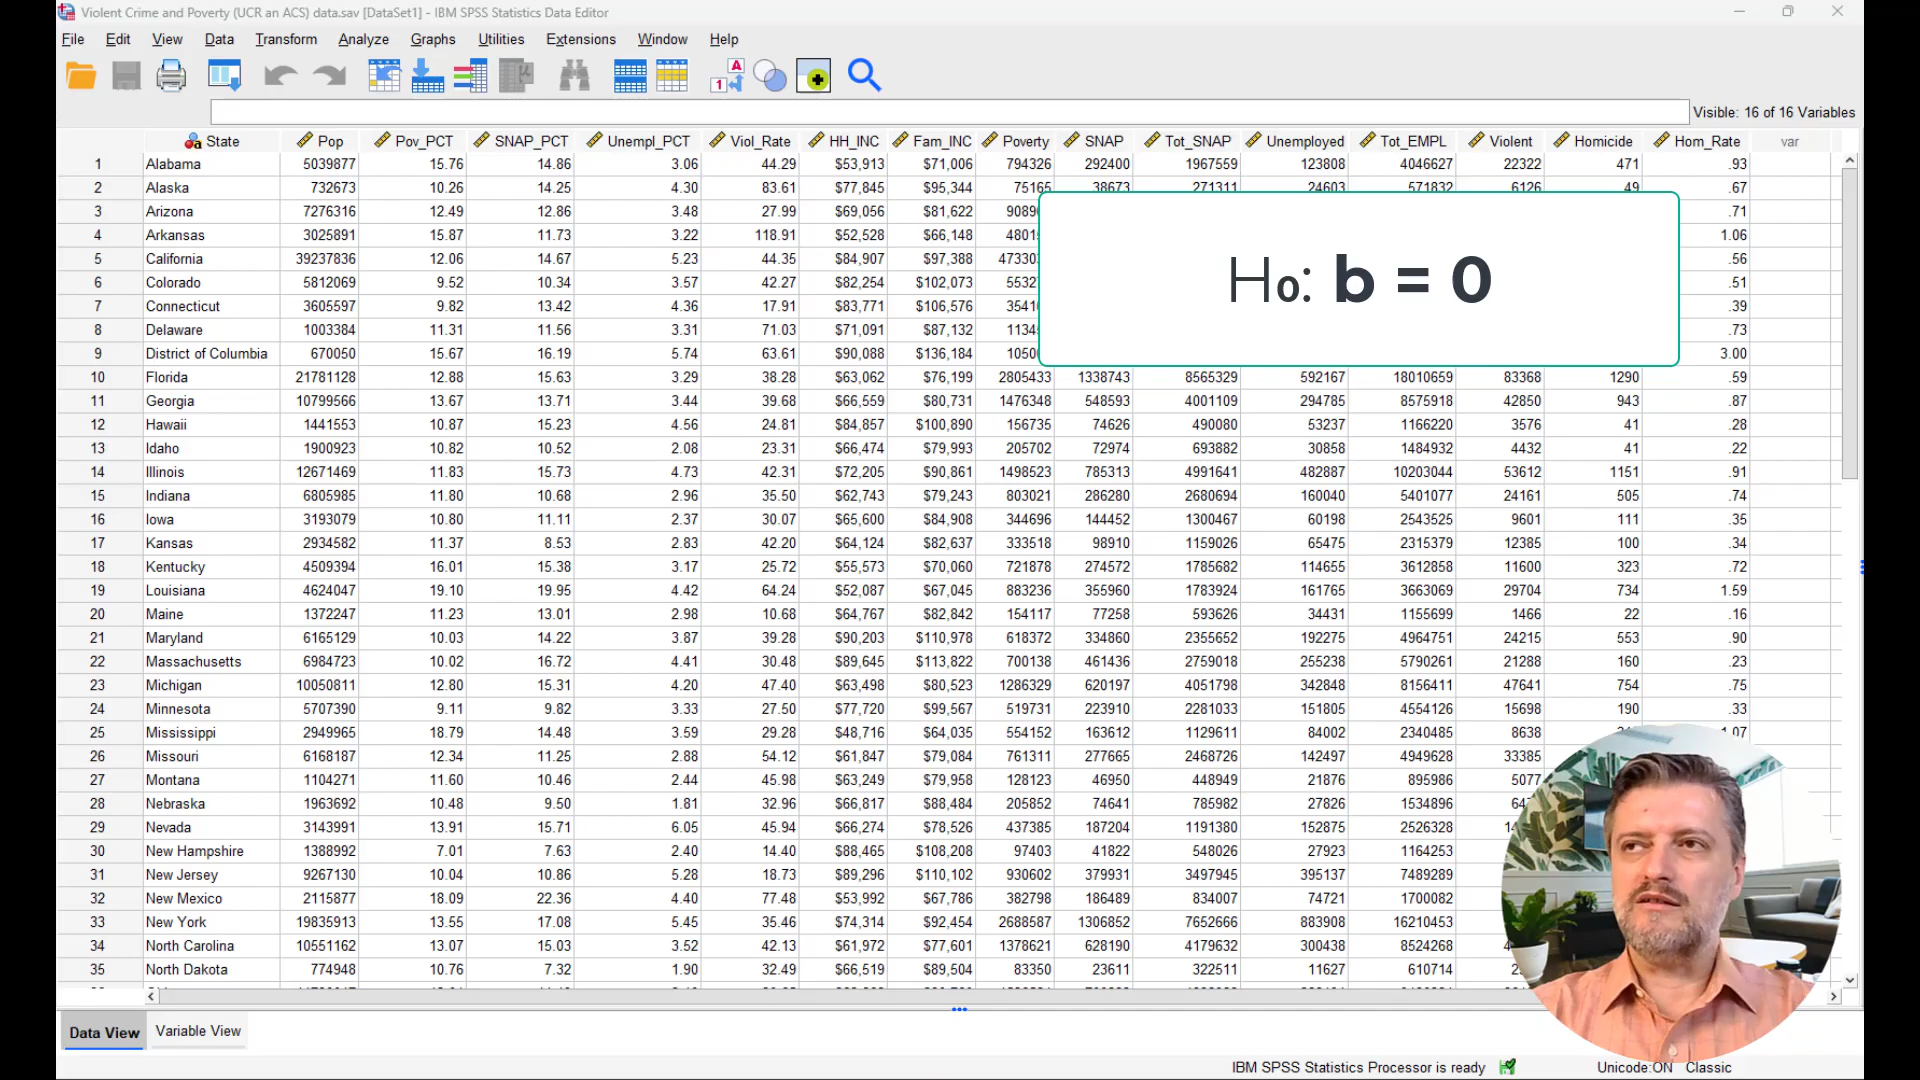 Violent Crime and Poverty (UCR an ACS) data.sav [DataSet1] - IBM SPSS Statistics Data Editor
File Edit View Data Transform Analyze Graphs Utilities Extensions Window Help
Visible: 16 of 16 Variables
State Pop Pov_PCT SNAP_PCT Unempl_PCT Viol_Rate HH_INC Fam_INC Poverty SNAP Tot_SNAP Unemployed Tot_EMPL Violent Homicide Hom_Rate var
1 Alabama 5039877 15.76 14.86 3.06 44.29 $53,913 $71,006 794326 292400 1967559 123808 4046627 22322 471 .93
2 Alaska 732673 10.26 14.25 4.30 83.61 $77,845 $95,344 75165 38673 271311 24603 571832 6126 49 .67
3 Arizona 7276316 12.49 12.86 3.48 27.99 $69,056 $81,622 .71
4 Arkansas 3025891 15.87 11.73 3.22 118.91 $52,528 $66,148 1.06
5 California 39237836 12.06 14.67 5.23 44.35 $84,907 $97,388 .56
6 Colorado 5812069 9.52 10.34 3.57 42.27 $82,254 $102,073 .51
7 Connecticut 3605597 9.82 13.42 4.36 17.91 $83,771 $106,576 .39
8 Delaware 1003384 11.31 11.56 3.31 71.03 $71,091 $87,132 .73
9 District of Columbia 670050 15.67 16.19 5.74 63.61 $90,088 $136,184 3.00
Ho: b = 0
10 Florida 21781128 12.88 15.63 3.29 38.28 $63,062 $76,199 2805433 1338743 8565329 592167 18010659 83368 1290 .59
11 Georgia 10799566 13.67 13.71 3.44 39.68 $66,559 $80,731 1476348 548593 4001109 294785 8575918 42850 943 .87
12 Hawaii 1441553 10.87 15.23 4.56 24.81 $84,857 $100,890 156735 74626 490080 53237 1166220 3576 41 .28
13 Idaho 1900923 10.82 10.52 2.08 23.31 $66,474 $79,993 205702 72974 693882 30858 1484932 4432 41 .22
14 Illinois 12671469 11.83 15.73 4.73 42.31 $72,205 $90,861 1498523 785313 4991641 482887 10203044 53612 1151 .91
15 Indiana 6805985 11.80 10.68 2.96 35.50 $62,743 $79,243 803021 286280 2680694 160040 5401077 24161 505 .74
16 Iowa 3193079 10.80 11.11 2.37 30.07 $65,600 $84,908 344696 144452 1300467 60198 2543525 9601 111 .35
17 Kansas 2934582 11.37 8.53 2.83 42.20 $64,124 $82,637 333518 98910 1159026 65475 2315379 12385 100 .34
18 Kentucky 4509394 16.01 15.38 3.17 25.72 $55,573 $70,060 721878 274572 1785682 114655 3612858 11600 323 .72
19 Louisiana 4624047 19.10 19.95 4.42 64.24 $52,087 $67,045 883236 355960 1783924 161765 3663069 29704 734 1.59
20 Maine 1372247 11.23 13.01 2.98 10.68 $64,767 $82,842 154117 77258 593626 34431 1155699 1466 22 .16
21 Maryland 6165129 10.03 14.22 3.87 39.28 $90,203 $110,978 618372 334860 2355652 192275 4964751 24215 553 .90
22 Massachusetts 6984723 10.02 16.72 4.41 30.48 $89,645 $113,822 700138 461436 2759018 255238 5790261 21288 160 .23
23 Michigan 10050811 12.80 15.31 4.20 47.40 $63,498 $80,523 1286329 620197 4051798 342848 8156411 47641 754 .75
24 Minnesota 5707390 9.11 9.82 3.33 27.50 $77,720 $99,567 519731 223910 2281033 151805 4554126 15698 190 .33
25 Mississippi 2949965 18.79 14.48 3.59 29.28 $48,716 $64,035 554152 163612 1129611 84002 2340485 8638
26 Missouri 6168187 12.34 11.25 2.88 54.12 $61,847 $79,084 761311 277665 2468726 142497 4949628 33385
27 Montana 1104271 11.60 10.46 2.44 45.98 $63,249 $79,958 128123 46950 448949 21876 895986 5077
28 Nebraska 1963692 10.48 9.50 1.81 32.96 $66,817 $88,484 205852 74641 785982 27826 1534896
29 Nevada 3143991 13.91 15.71 6.05 45.94 $66,274 $78,526 437385 187204 1191380 152875 2526328
30 New Hampshire 1388992 7.01 7.63 2.40 14.40 $88,465 $108,208 97403 41822 548026 27923 1164253
31 New Jersey 9267130 10.04 10.86 5.28 18.73 $89,296 $110,102 930602 379931 3497945 395137 7489289
32 New Mexico 2115877 18.09 22.36 4.40 77.48 $53,992 $67,786 382798 186489 834007 74721 1700082
33 New York 19835913 13.55 17.08 5.45 35.46 $74,314 $92,454 2688587 1306852 7652666 883908 16210453
34 North Carolina 10551162 13.07 15.03 3.52 42.13 $61,972 $77,601 1378621 628190 4179632 300438 8524268
35 North Dakota 774948 10.76 7.32 1.90 32.49 $66,519 $89,504 83350 23611 322511 11627 610714
Data View Variable View
IBM SPSS Statistics Processor is ready Unicode:ON Classic